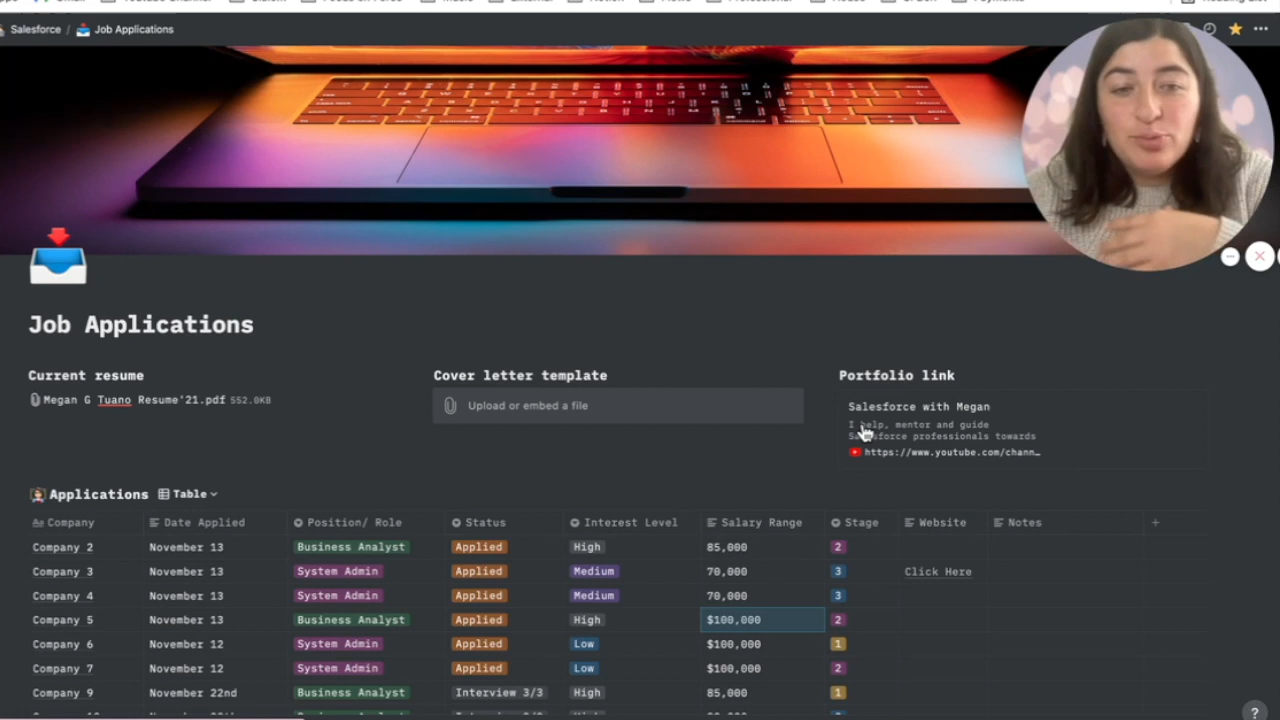 Salesforce / Job Applications
Job Applications
Current resume
Cover letter template
Portfolio link
Megan G Tuano Resume'21.pdf 552.0KB
Upload or embed a file
Salesforce with Megan
I help, mentor and guide
Salesforce professionals towards
https://www.youtube.com/chann…
Applications Table
Aa Company Date Applied Position/ Role Status Interest Level Salary Range Stage Website Notes +
Company 2 November 13 Business Analyst Applied High 85,000 2
Company 3 November 13 System Admin Applied Medium 70,000 3 Click Here
Company 4 November 13 System Admin Applied Medium 70,000 3
Company 5 November 13 Business Analyst Applied High $100,000 2
Company 6 November 12 System Admin Applied Low $100,000 1
Company 7 November 12 System Admin Applied Low $100,000 2
Company 9 November 22nd Business Analyst Interview 3/3 High 85,000 1
?